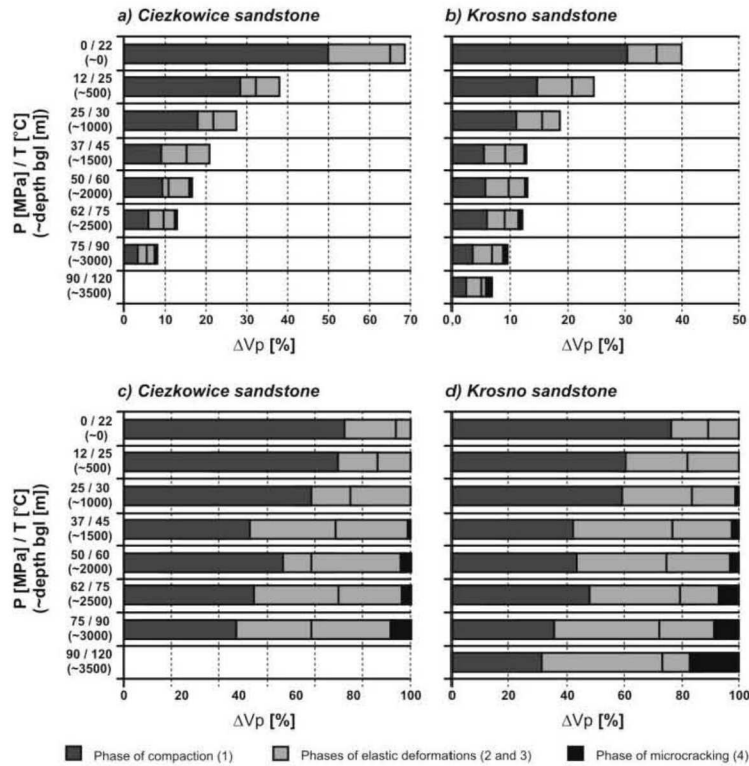 a) Ciezkowice sandstone
b) Krosno sandstone
P [MPa] / T [°C]
(~depth bgl [m])
0 / 22
(~0)
12 / 25
(~500)
25 / 30
(~1000)
37 / 45
(~1500)
50 / 60
(~2000)
62 / 75
(~2500)
75 / 90
(~3000)
90 / 120
(~3500)
0 10 20 30 40 50 60 70
0,0 10 20 30 40 50
ΔVp [%]
ΔVp [%]
c) Ciezkowice sandstone
d) Krosno sandstone
P [MPa] / T [°C]
(~depth bgl [m])
0 / 22
(~0)
12 / 25
(~500)
25 / 30
(~1000)
37 / 45
(~1500)
50 / 60
(~2000)
62 / 75
(~2500)
75 / 90
(~3000)
90 / 120
(~3500)
0 20 40 60 80 100
0 20 40 60 80 100
ΔVp [%]
ΔVp [%]
Phase of compaction (1) Phases of elastic deformations (2 and 3) Phase of microcracking (4)